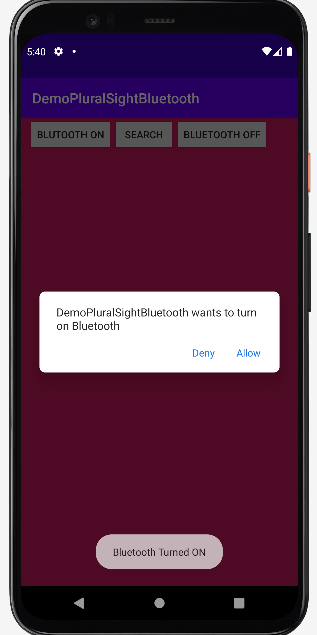 5:40
DemoPluralSightBluetooth
BLUTOOTH ON SEARCH BLUETOOTH OFF
DemoPluralSightBluetooth wants to turn
on Bluetooth
Deny Allow
Bluetooth Turned ON